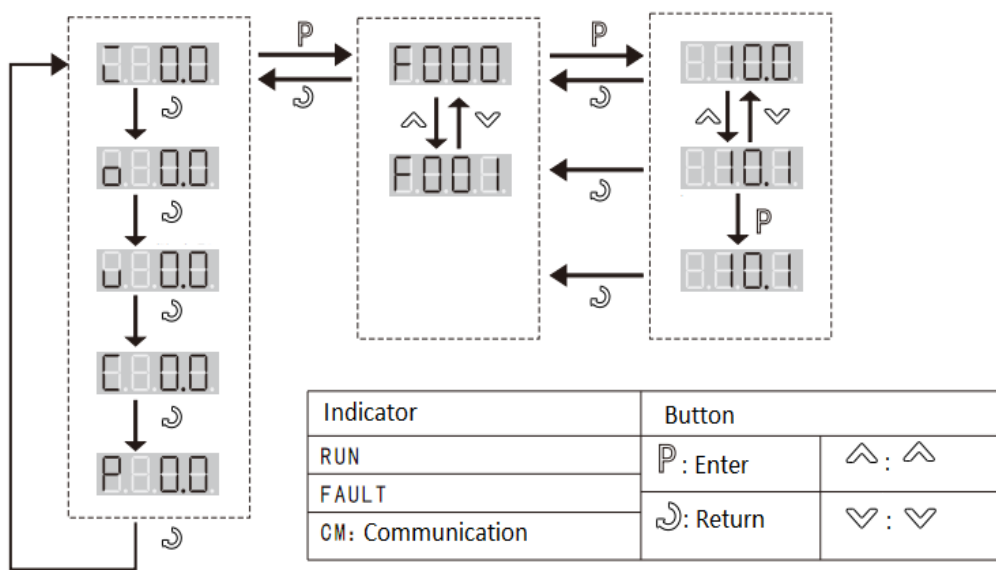 P
P
0.0
F000
10.0
o 0.0
F001
10.1
P
u 0.0
10.1
C 0.0
P 0.0
Indicator
Button
RUN
P: Enter
:
FAULT
CM: Communication
: Return
: